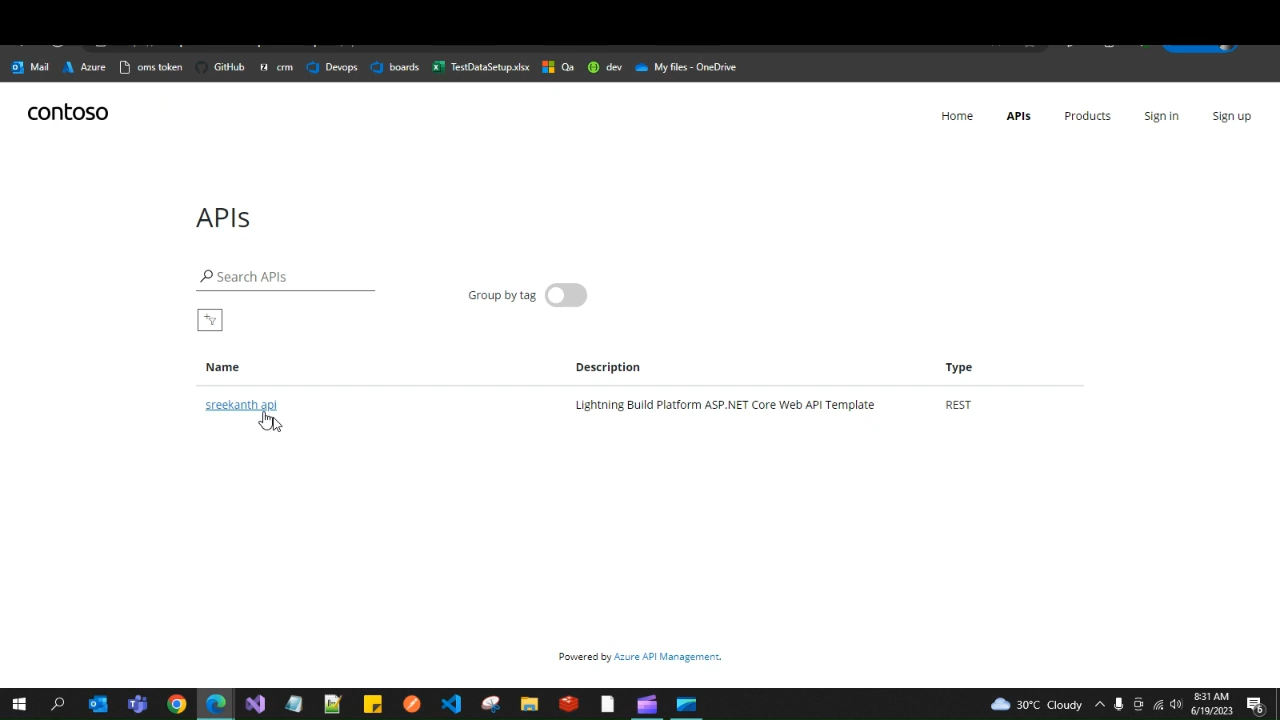 Mail Azure oms token GitHub crm Devops boards TestDataSetup.xlsx Qa dev My files - OneDrive
contoso
Home APIs Products Sign in Sign up
APIs
Search APIs
Group by tag
Name Description Type
sreekanth api Lightning Build Platform ASP.NET Core Web API Template REST
Powered by Azure API Management.
30°C Cloudy
8:31 AM
6/19/2023
6